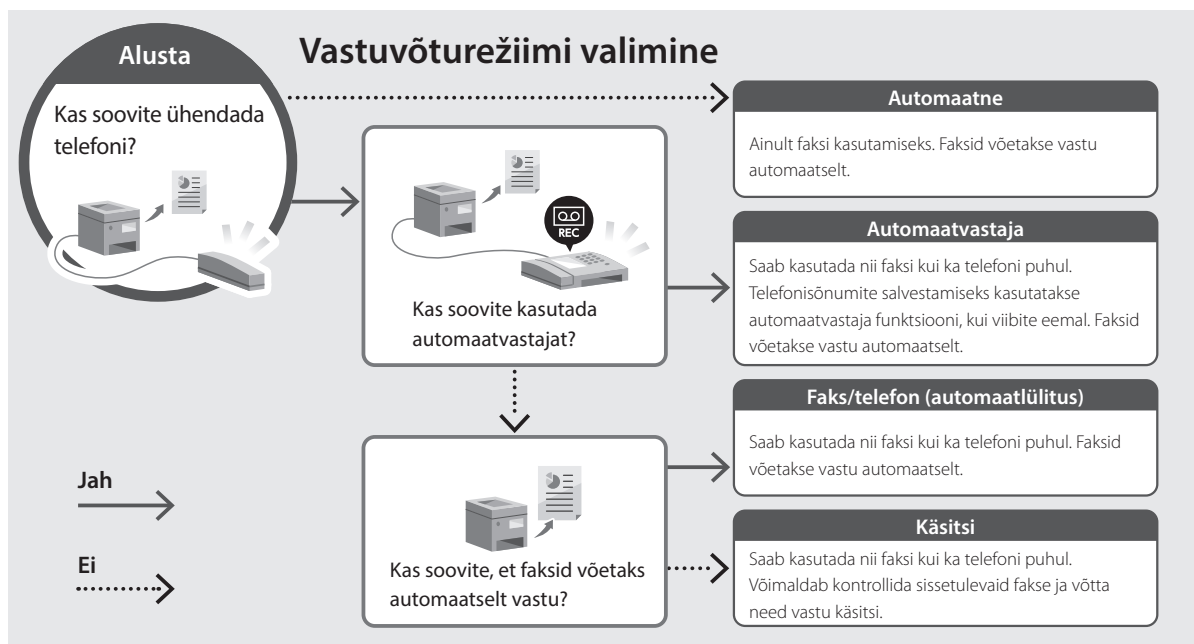 Vastuvõturežiimi valimine
Alusta
Kas soovite ühendada
telefoni?
Automaatne
Ainult faksi kasutamiseks. Faksid võetakse vastu
automaatselt.
REC
Kas soovite kasutada
automaatvastajat?
Automaatvastaja
Saab kasutada nii faksi kui ka telefoni puhul.
Telefonisõnumite salvestamiseks kasutatakse
automaatvastaja funktsiooni, kui viibite eemal. Faksid
võetakse vastu automaatselt.
Faks/telefon (automaatlülitus)
Saab kasutada nii faksi kui ka telefoni puhul. Faksid
võetakse vastu automaatselt.
Jah
Ei
Kas soovite, et faksid võetaks
automaatselt vastu?
Käsitsi
Saab kasutada nii faksi kui ka telefoni puhul.
Võimaldab kontrollida sissetulevaid fakse ja võtta
need vastu käsitsi.